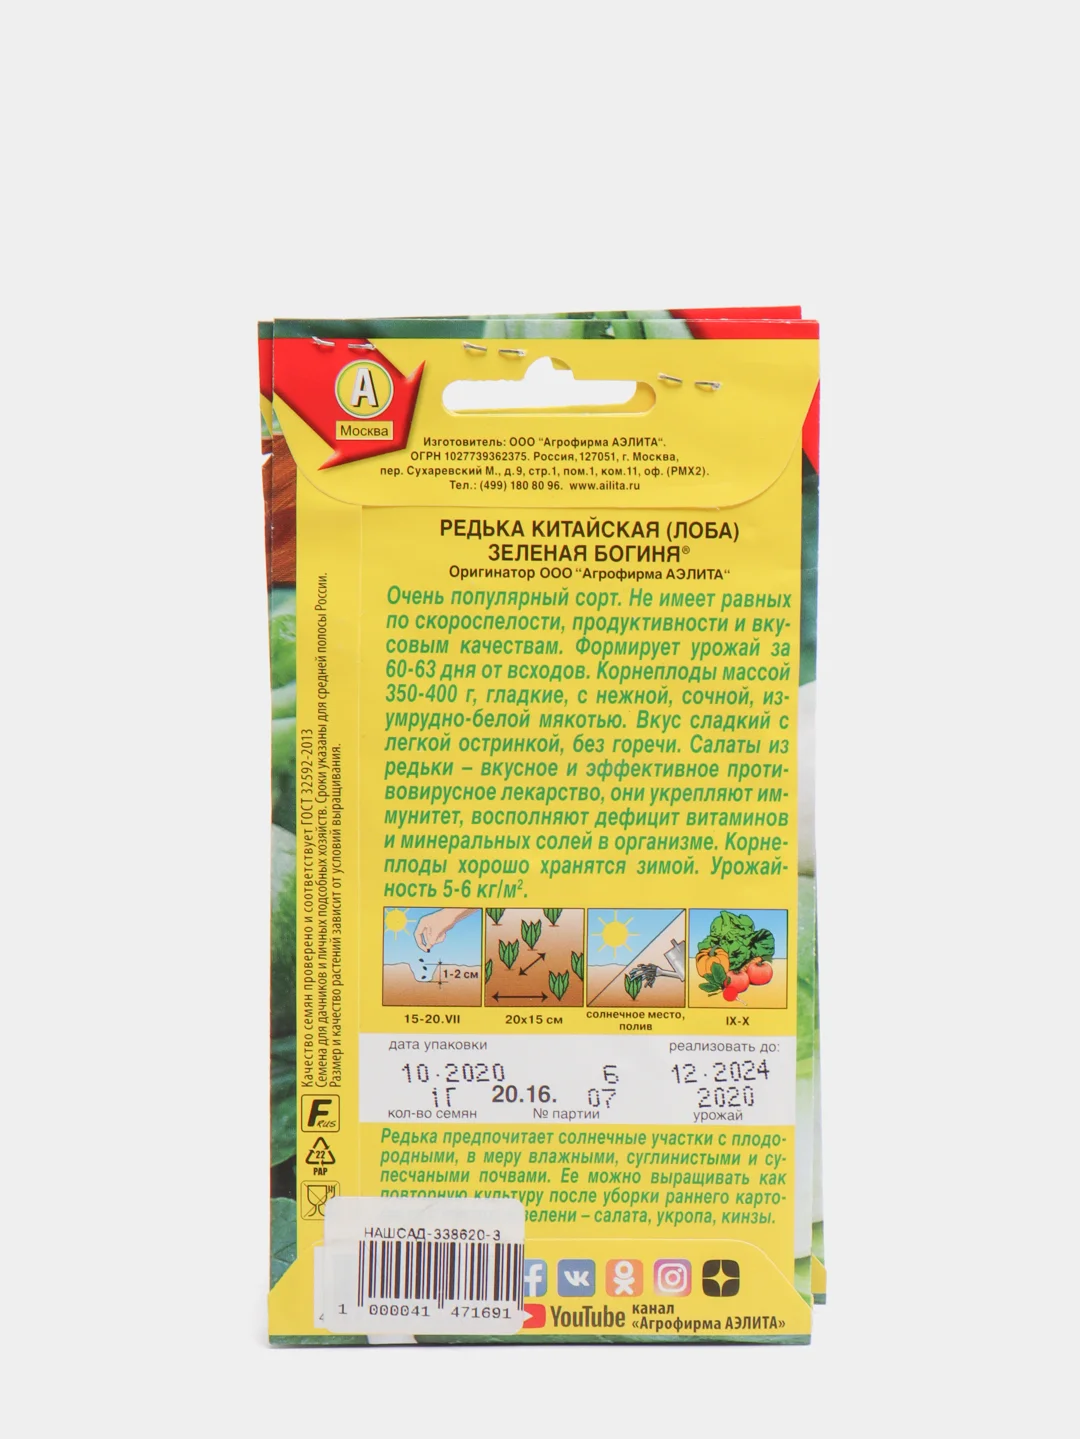 А
Москва
Изготовитель: ООО "Агрофирма АЭЛИТА".
ОГРН 1027739362375. Россия,127051, г. Москва,
пер. Сухаревский М., д.9, стр.1, пом.1, ком.11, оф. (РМХ2).
Тел.: (499) 180 80 96. www.ailita.ru
РЕДЬКА КИТАЙСКАЯ (ЛОБА)
ЗЕЛЕНАЯ БОГИНЯ®
Оригинатор ООО "Агрофирма АЭЛИТА"
Очень популярный сорт. Не имеет равных
по скороспелости, продуктивности и вку-
совым качествам. Формирует урожай за
60-63 дня от всходов. Корнеплоды массой
350-400 г, гладкие, с нежной, сочной, из-
умрудно-белой мякотью. Вкус сладкий с
легкой остринкой, без горечи. Салаты из
редьки – вкусное и эффективное проти-
вовирусное лекарство, они укрепляют им-
мунитет, восполняют дефицит витаминов
и минеральных солей в организме. Корне-
плоды хорошо хранятся зимой. Урожай-
ность 5-6 кг/м².
1-2 см
15-20.VII
20х15 см
солнечное место,
полив
IX-X
дата упаковки
реализовать до:
10.2020
6
12.2024
1Г
20.16.
07
2020
кол-во семян
№ партии
урожай
Редька предпочитает солнечные участки с плодо-
родными, в меру влажными, суглинистыми и су-
песчаными почвами. Ее можно выращивать как
повторную культуру после уборки раннего карто-
зелени – салата, укропа, кинзы.
Качество семян проверено и соответствует ГОСТ 32592-2013
Семена для дачников и личных подсобных хозяйств. Сроки указаны для средней полосы России.
Размер и качество растений зависит от условий выращивания.
F RUS
22
PAP
НАШСАД-338620-3
1 000041 471691
4
YouTube
канал
«Агрофирма АЭЛИТА»